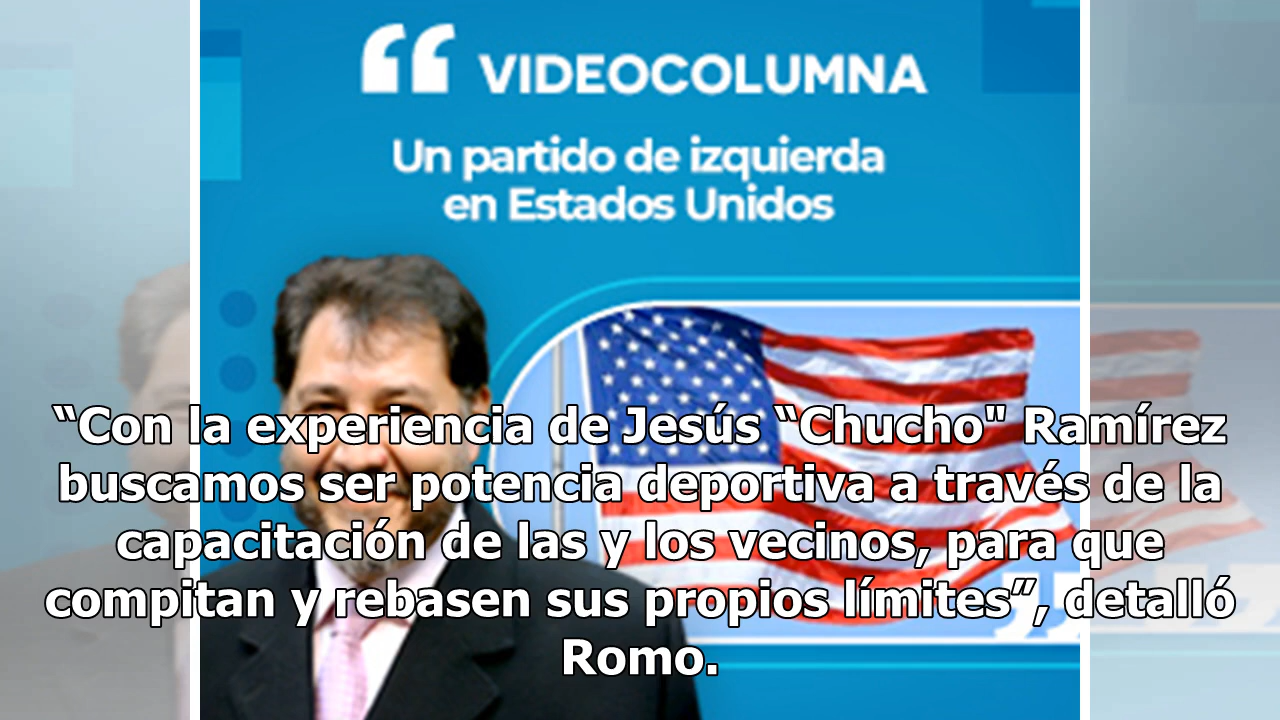 “ VIDEOCOLUMNA
Un partido de izquierda
en Estados Unidos
“Con la experiencia de Jesús “Chucho" Ramírez
buscamos ser potencia deportiva a través de la
capacitación de las y los vecinos, para que
compitan y rebasen sus propios límites”, detalló
Romo.